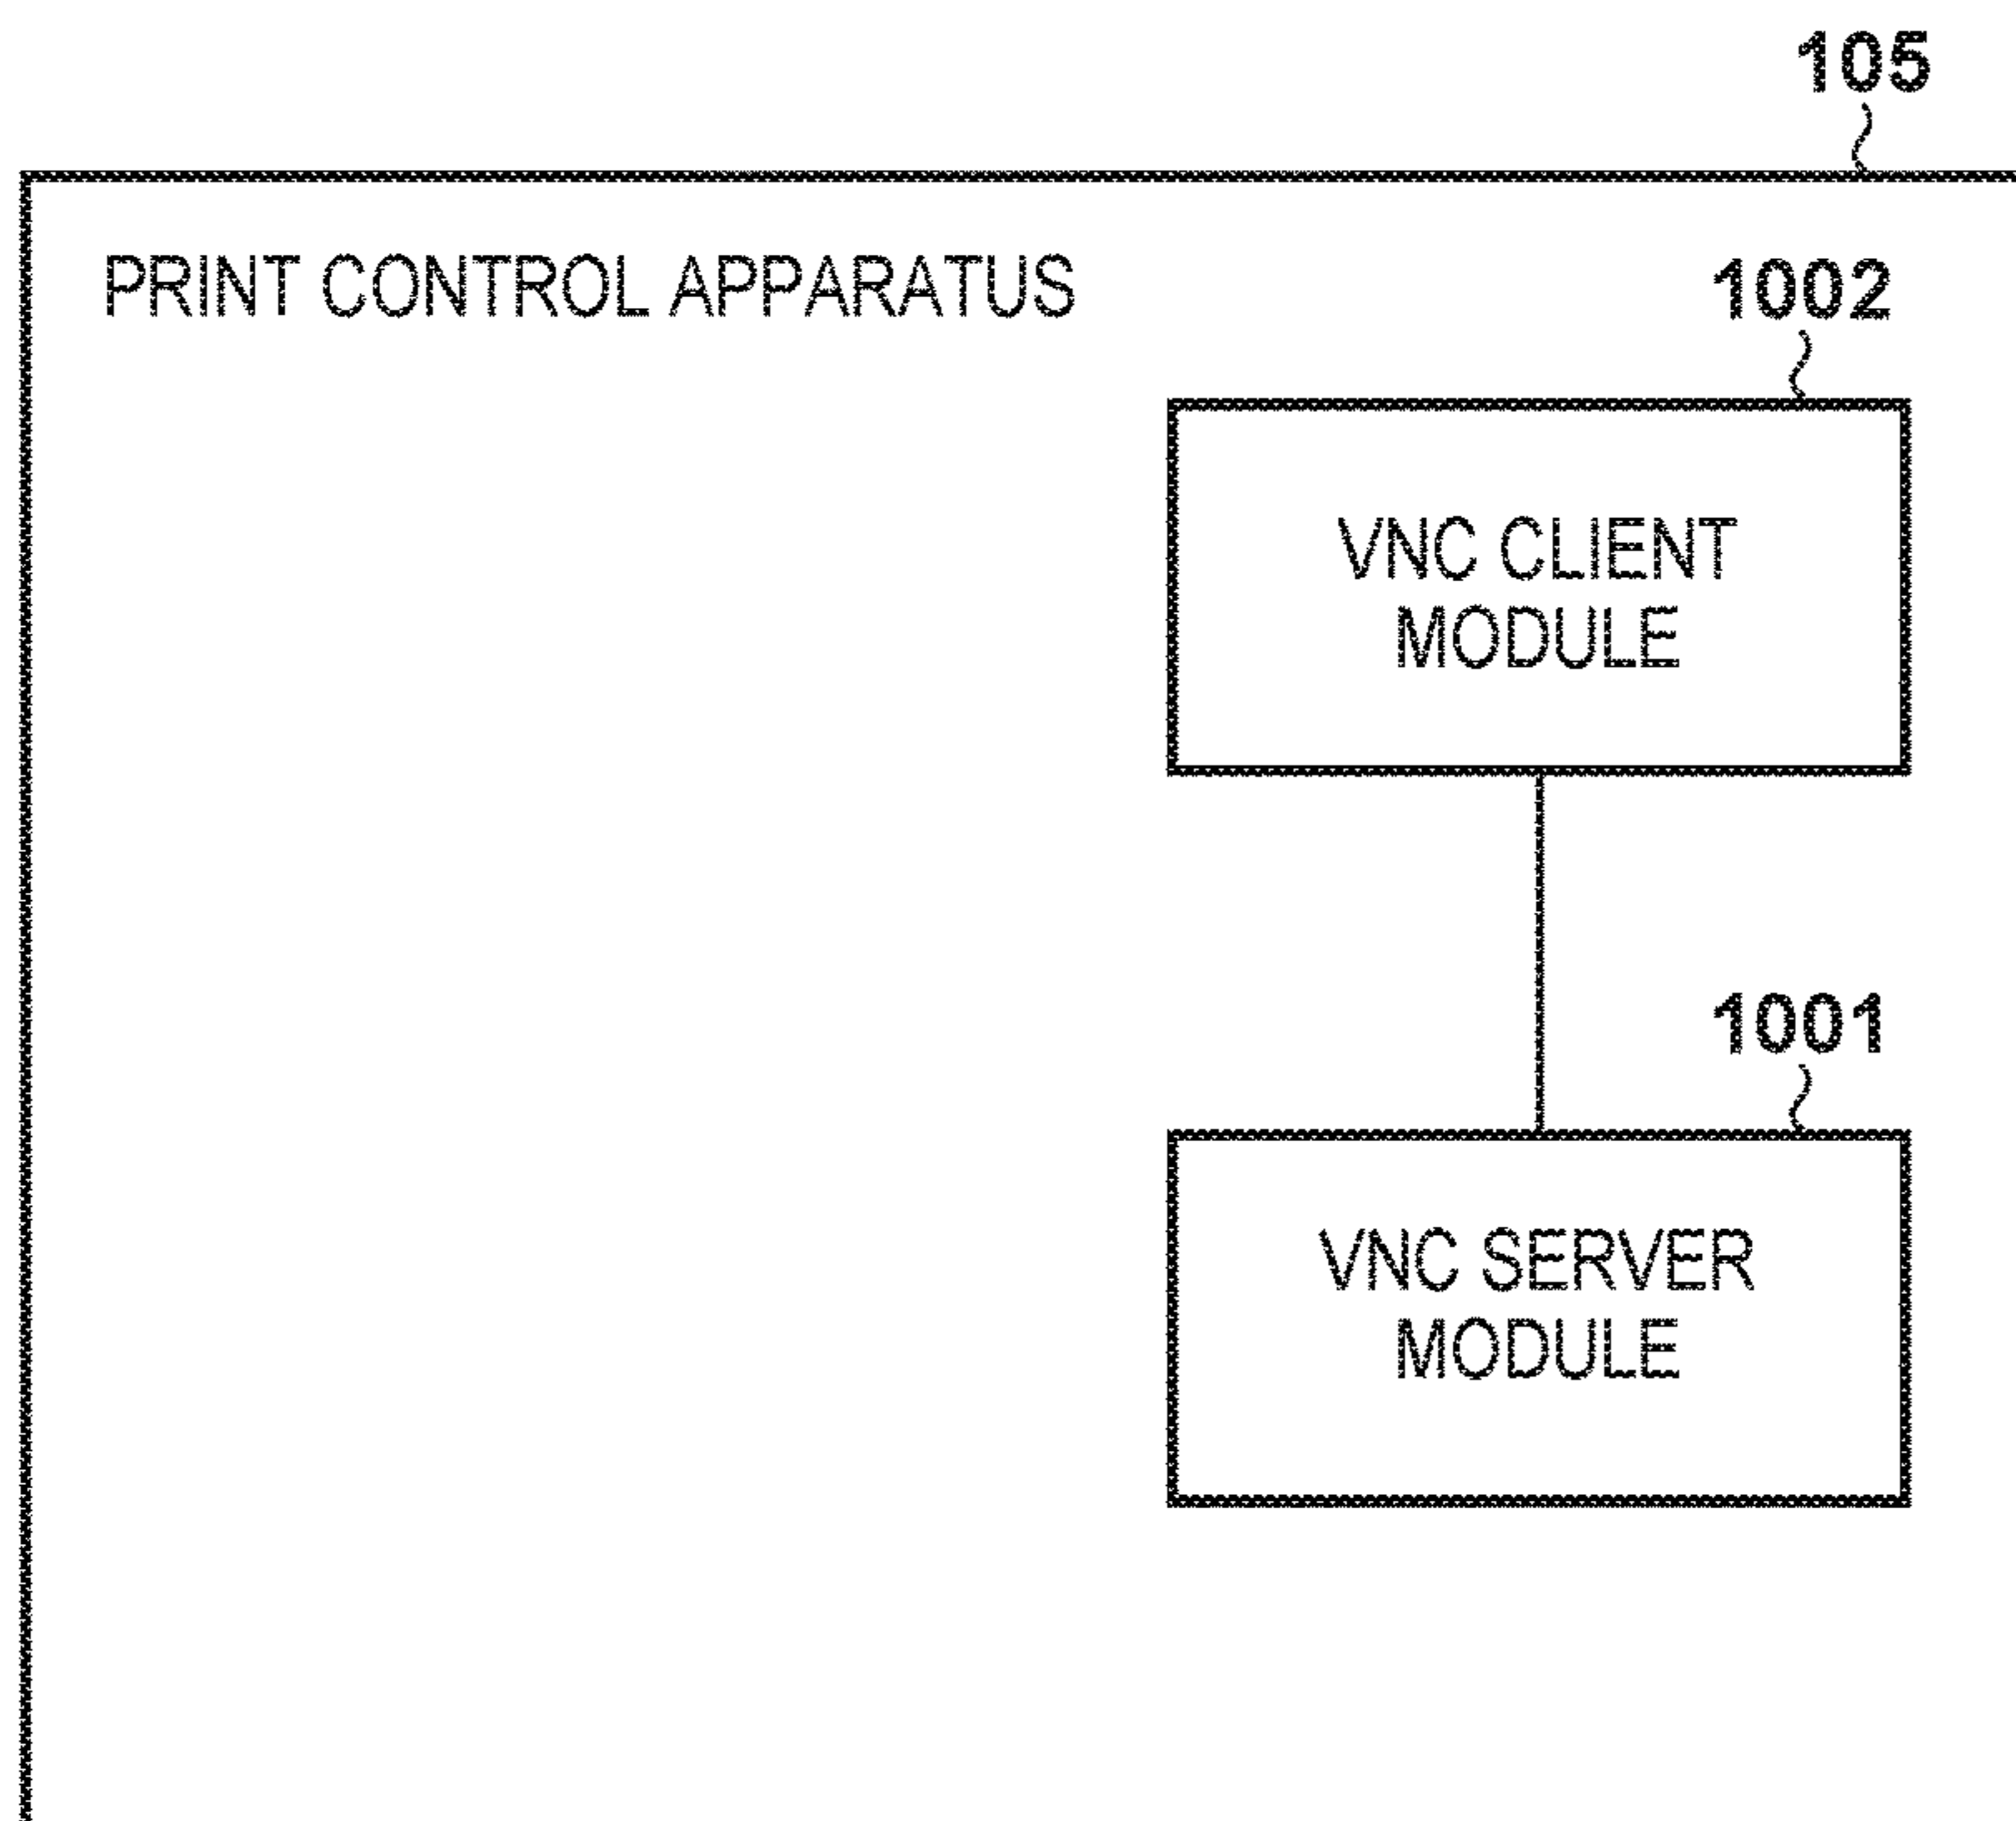 105
PRINT CONTROL APPARATUS
1002
VNC CLIENT
MODULE
1001
VNC SERVER
MODULE